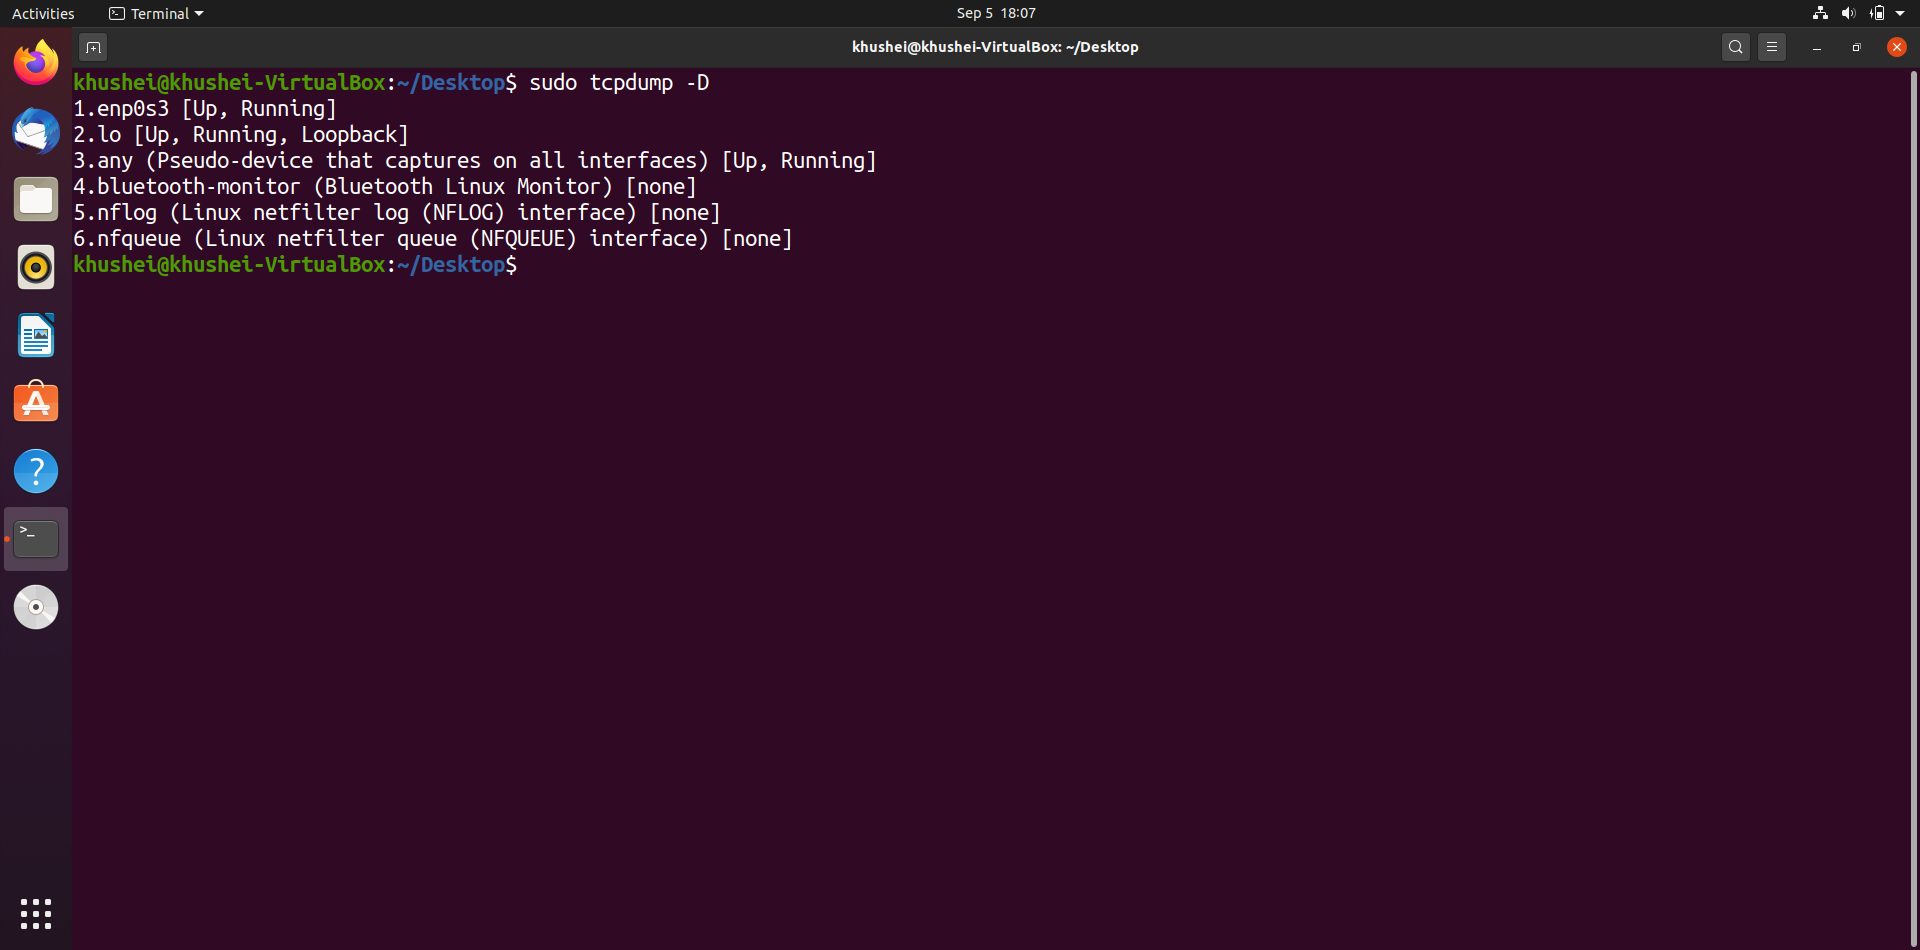 Activities
Terminal
Sep 5 18:07
khushei@khushei-VirtualBox: ~/Desktop
khushei@khushei-VirtualBox:~/Desktop$ sudo tcpdump -D
1.enp0s3 [Up, Running]
2.lo [Up, Running, Loopback]
3.any (Pseudo-device that captures on all interfaces) [Up, Running]
4.bluetooth-monitor (Bluetooth Linux Monitor) [none]
5.nflog (Linux netfilter log (NFLOG) interface) [none]
6.nfqueue (Linux netfilter queue (NFQUEUE) interface) [none]
khushei@khushei-VirtualBox:~/Desktop$